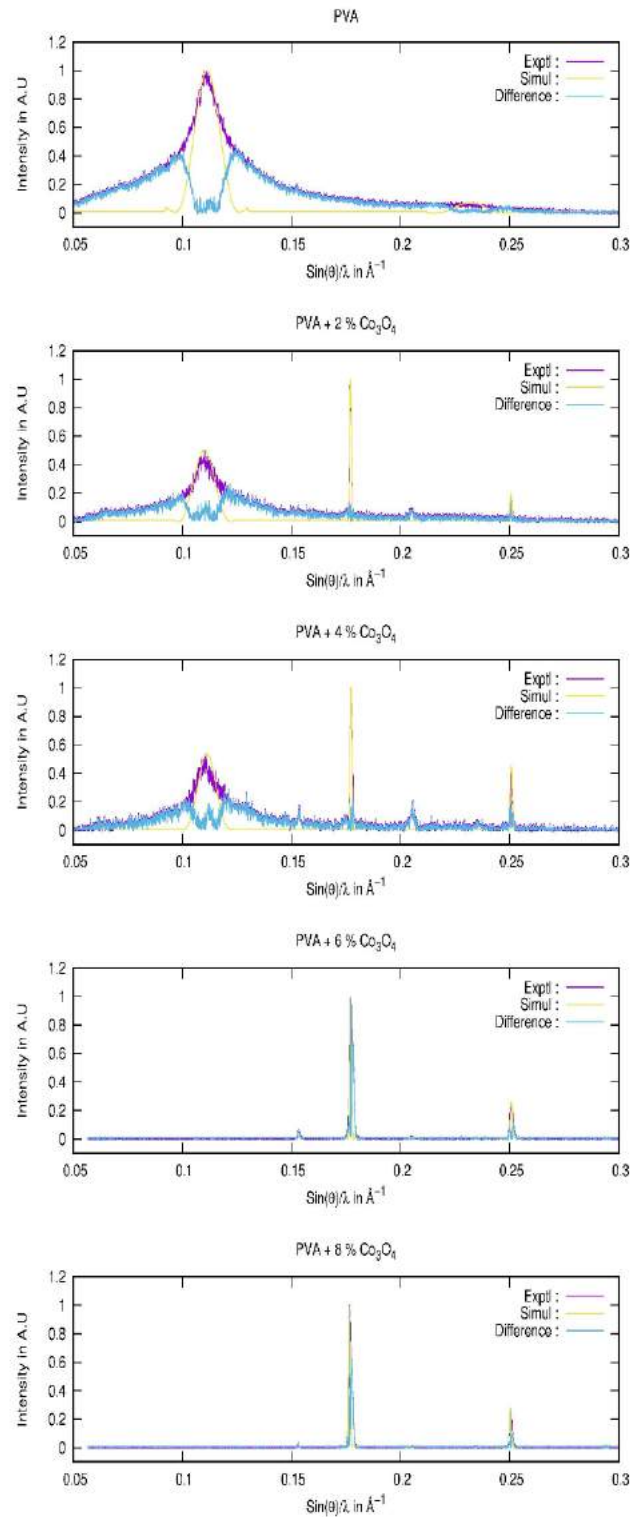 PVA
Intensity in A.U
1.2
1
0.8
0.6
0.4
0.2
0
Exptl :
Simul :
Difference :
0.05 0.1 0.15 0.2 0.25 0.3
Sin(θ)/λ in Å⁻¹
PVA + 2 % Co₃O₄
Intensity in A.U
1.2
1
0.8
0.6
0.4
0.2
0
Exptl :
Simul :
Difference :
0.05 0.1 0.15 0.2 0.25 0.3
Sin(θ)/λ in Å⁻¹
PVA + 4 % Co₃O₄
Intensity in A.U
1.2
1
0.8
0.6
0.4
0.2
0
Exptl :
Simul :
Difference :
0.05 0.1 0.15 0.2 0.25 0.3
Sin(θ)/λ in Å⁻¹
PVA + 6 % Co₃O₄
Intensity in A.U
1.2
1
0.8
0.6
0.4
0.2
0
Exptl :
Simul :
Difference :
0.05 0.1 0.15 0.2 0.25 0.3
Sin(θ)/λ in Å⁻¹
PVA + 8 % Co₃O₄
Intensity in A.U
1.2
1
0.8
0.6
0.4
0.2
0
Exptl :
Simul :
Difference :
0.05 0.1 0.15 0.2 0.25 0.3
Sin(θ)/λ in Å⁻¹